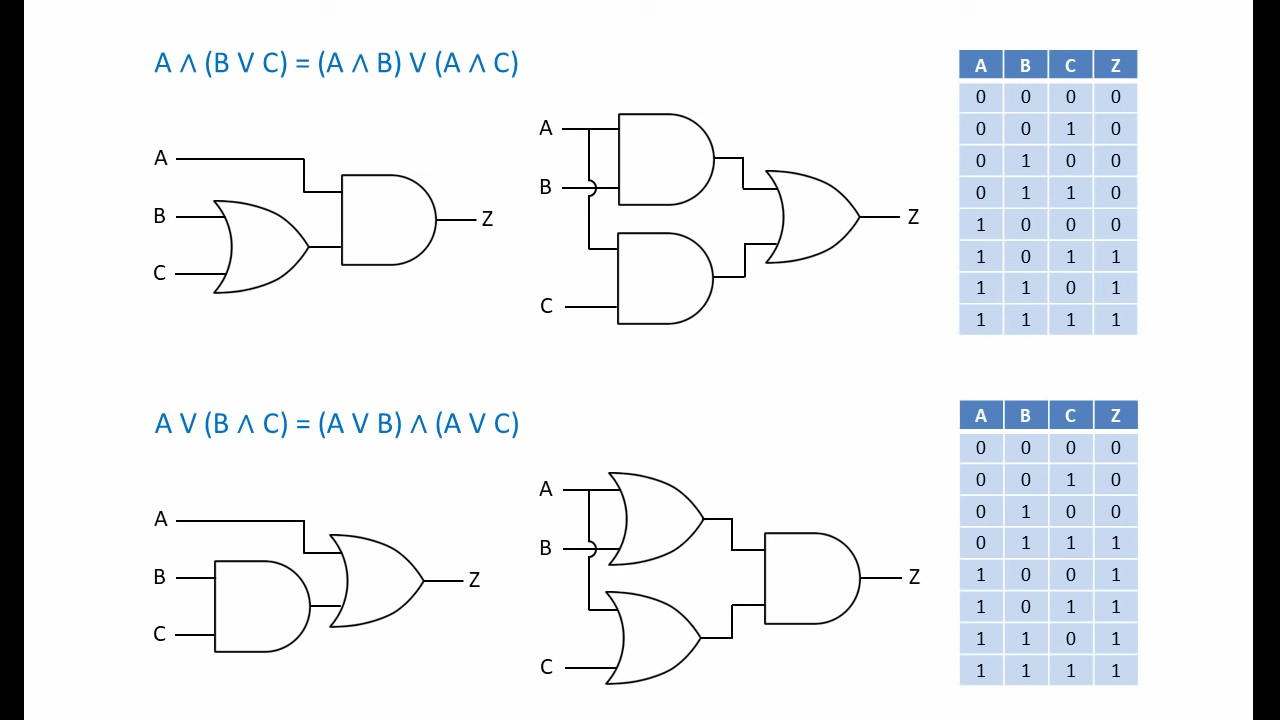 A ∧ (B V C) = (A ∧ B) V (A ∧ C)
A
B
C
Z
A
B
C
Z
A B C Z
0 0 0 0
0 0 1 0
0 1 0 0
0 1 1 0
1 0 0 0
1 0 1 1
1 1 0 1
1 1 1 1
A V (B ∧ C) = (A V B) ∧ (A V C)
A
B
C
Z
A
B
C
Z
A B C Z
0 0 0 0
0 0 1 0
0 1 0 0
0 1 1 1
1 0 0 1
1 0 1 1
1 1 0 1
1 1 1 1